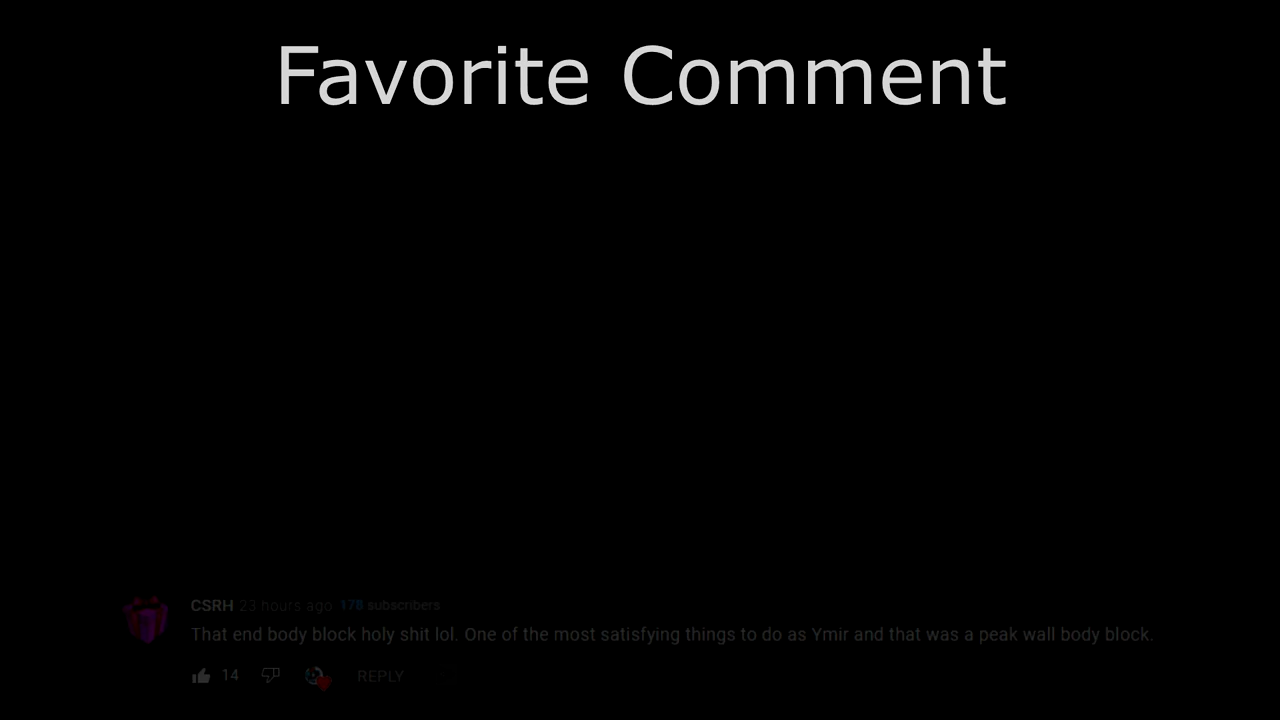 Favorite Comment
CSRH 23 hours ago 178 subscribers
That end body block holy shit lol. One of the most satisfying things to do as Ymir and that was a peak wall body block.
14 REPLY